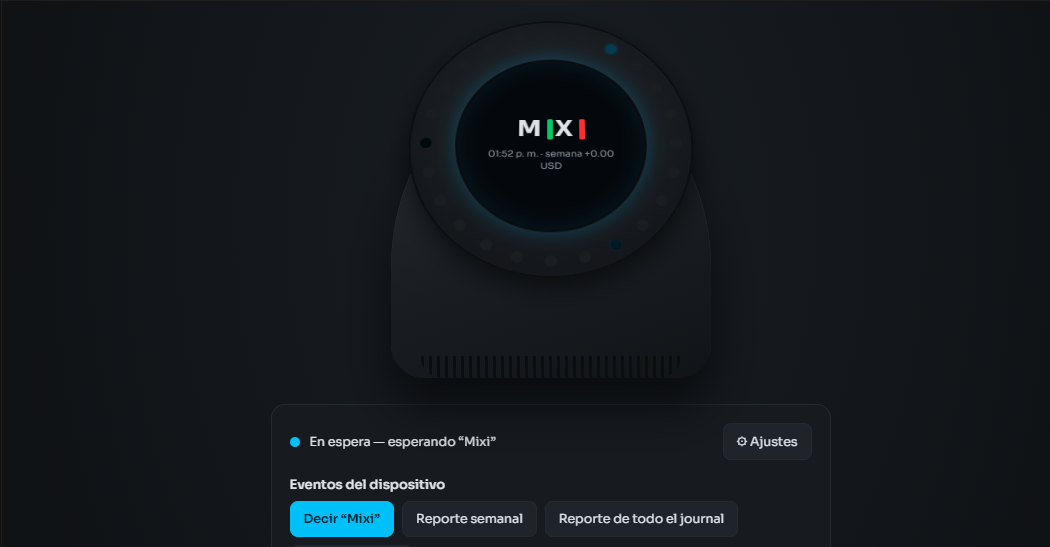 MIXI
01:52 p. m. · semana +0.00
USD
En espera — esperando “Mixi”
⚙ Ajustes
Eventos del dispositivo
Decir “Mixi”
Reporte semanal
Reporte de todo el journal